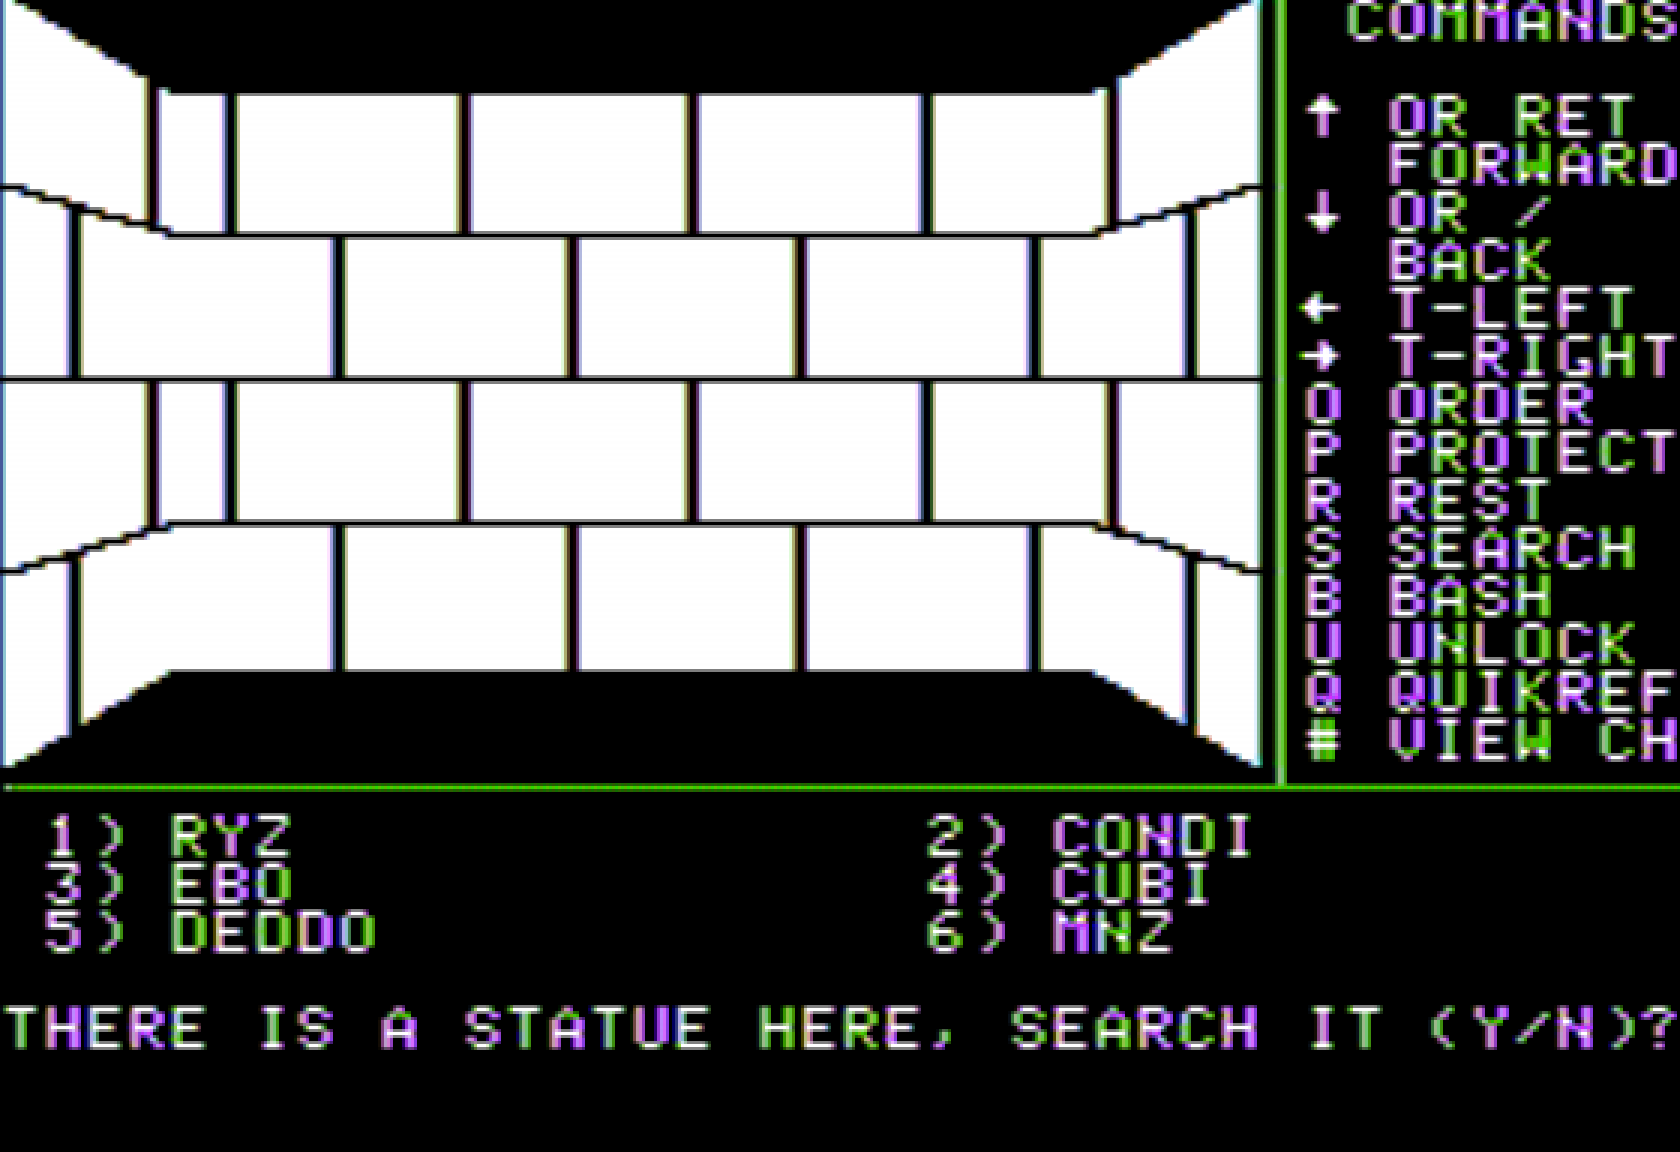 COMMANDS
↑ OR RET
FORWARD
↓ OR /
BACK
← T-LEFT
→ T-RIGHT
O ORDER
P PROTECT
R REST
S SEARCH
B BASH
U UNLOCK
Q QUIKREF
# VIEW CH
1) RYZ 2) CONDI
3) EBO 4) CUBI
5) DEDDO 6) MNZ
THERE IS A STATUE HERE, SEARCH IT (Y/N)?